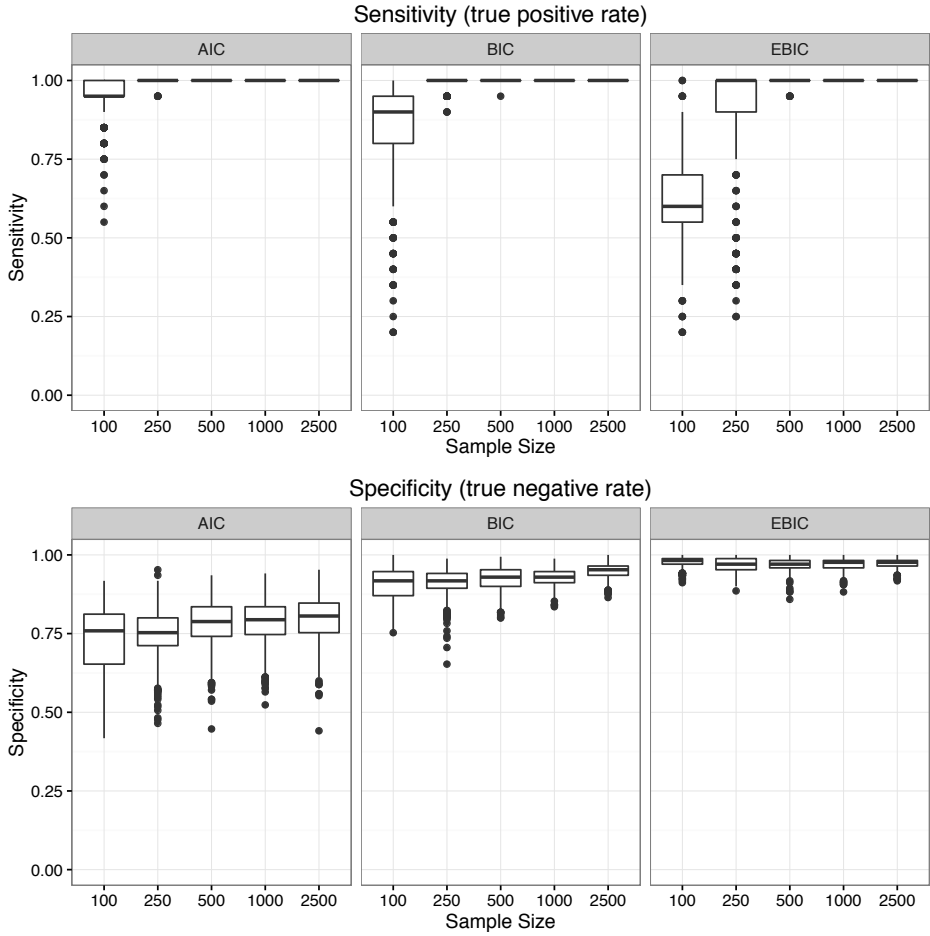 Sensitivity (true positive rate)
AIC BIC EBIC
1.00
0.75
0.50
0.25
0.00
Sensitivity
100 250 500 1000 2500 100 250 500 1000 2500 100 250 500 1000 2500
Sample Size
Specificity (true negative rate)
AIC BIC EBIC
1.00
0.75
0.50
0.25
0.00
Specificity
100 250 500 1000 2500 100 250 500 1000 2500 100 250 500 1000 2500
Sample Size